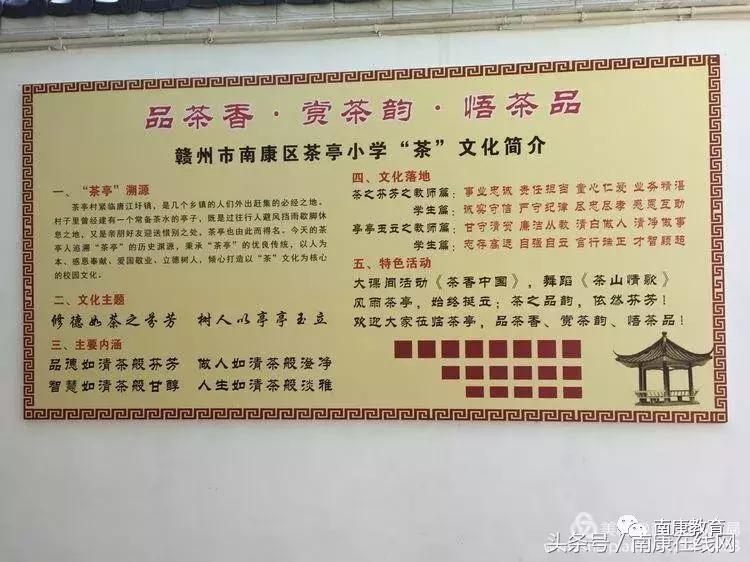 品茶香·赏茶韵·悟茶品
赣州市南康区茶亭小学“茶”文化简介
一、“茶亭”溯源
茶亭村紧临唐江圩镇，是几个乡镇的人们外出赶集的必经之地。
村子里曾经建有一个常备茶水的亭子，既是过往行人避风挡雨歇脚休
息之地、又是亲朋好友迎送惜别之处。茶亭也由此而得名。今天的茶
亭人追溯“茶亭”的历史渊源，秉承“茶亭”的优良传统，以人为
本、感恩奉献、爱国敬业、立德树人，倾心打造以“茶”文化为核心
的校园文化。
二、文化主题
修德如茶之芬芳 树人以亭亭玉立
三、主要内涵
品德如清茶般芬芳 做人如清茶般澄净
智慧如清茶般甘醇 人生如清茶般淡雅
四、文化落地
茶之芬芳之教师篇：事业忠诚 责任担当 童心仁爱 业务精湛
学生篇：诚实守信 严守纪律 尽忠尽孝 感恩互助
亭亭玉立之教师篇：甘守清贫 廉洁从教 清白做人 清净做事
学生篇：志存高远 自强自立 言行端正 才智顾超
五、特色活动
大课间活动《茶香中国》，舞蹈《茶山情歌》
风雨茶亭，始终挺立；茶之品韵，依然芬芳！
欢迎大家莅临茶亭，品茶香、赏茶韵、悟茶品！
南康教育
头条号/南康在线网